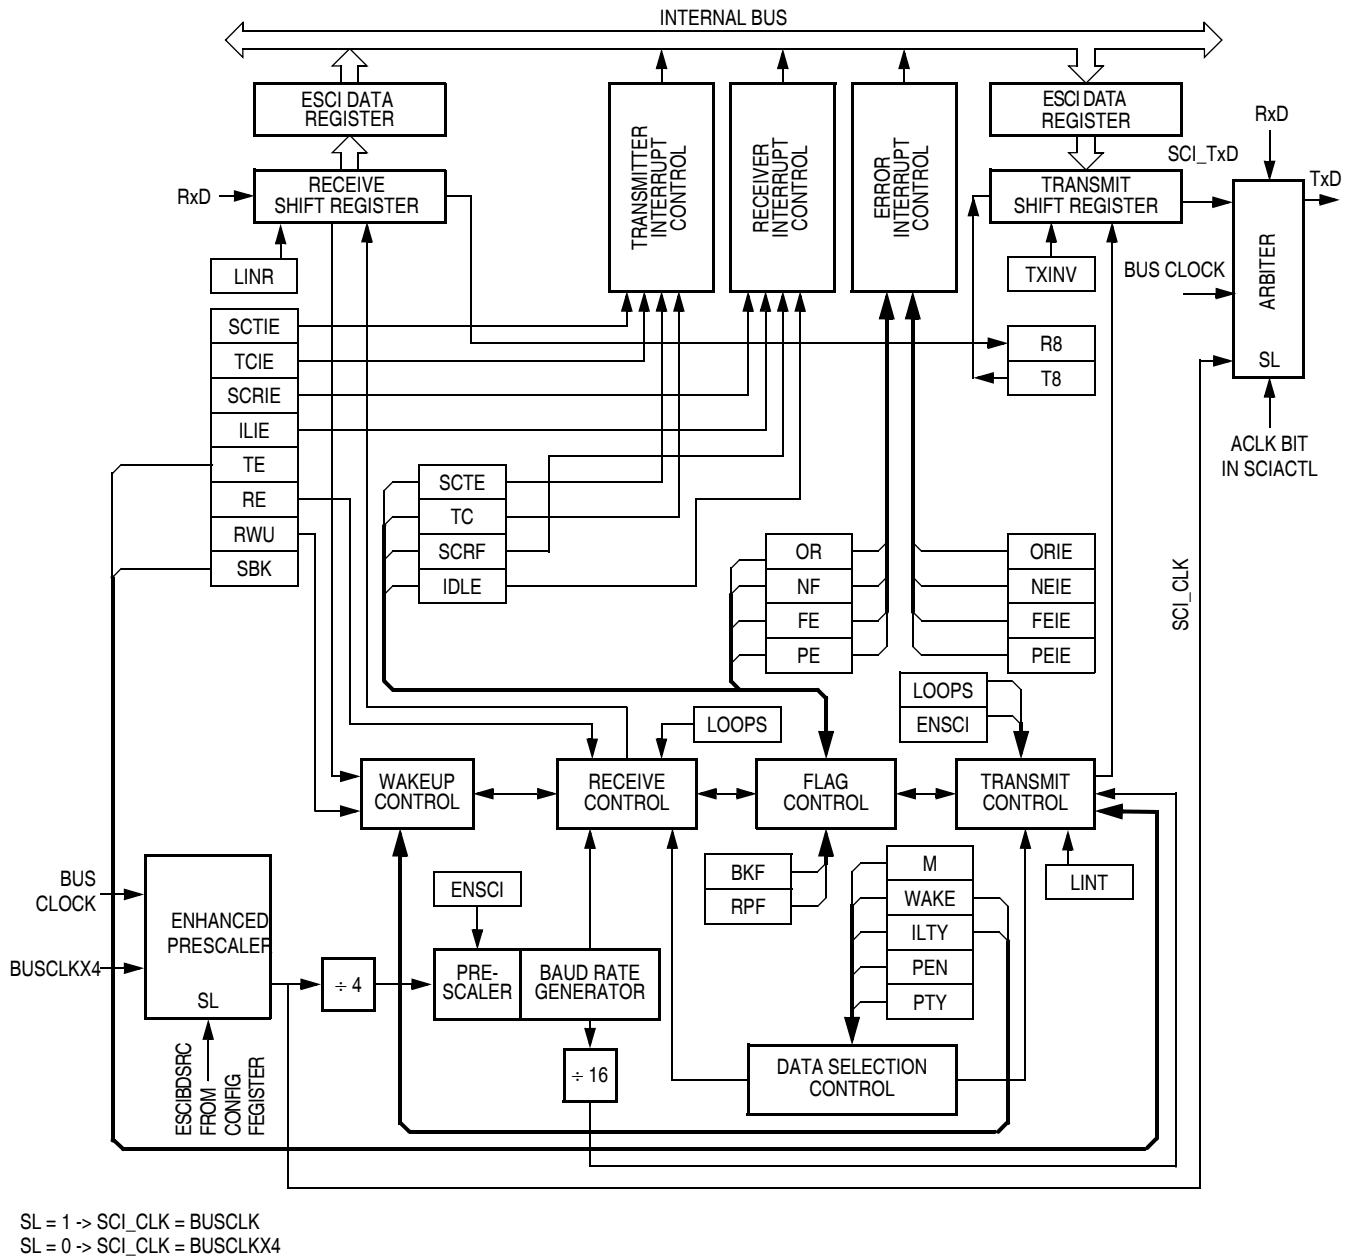 INTERNAL BUS
ESCI DATA
REGISTER
RECEIVE
SHIFT REGISTER
RxD
LINR
TRANSMITTER
INTERRUPT
CONTROL
RECEIVER
INTERRUPT
CONTROL
ERROR
INTERRUPT
CONTROL
ESCI DATA
REGISTER
TRANSMIT
SHIFT REGISTER
TXINV
SCI_TxD
RxD
TxD
BUS CLOCK
ARBITER
SL
ACLK BIT
IN SCIACTL
R8
T8
SCTIE
TCIE
SCRIE
ILIE
TE
RE
RWU
SBK
SCTE
TC
SCRF
IDLE
OR
NF
FE
PE
ORIE
NEIE
FEIE
PEIE
SCI_CLK
LOOPS
ENSCI
LOOPS
WAKEUP
CONTROL
RECEIVE
CONTROL
FLAG
CONTROL
TRANSMIT
CONTROL
BKF
RPF
M
WAKE
ILTY
PEN
PTY
LINT
BUS
CLOCK
BUSCLKX4
ENHANCED
PRESCALER
SL
÷ 4
ENSCI
PRE-
SCALER
BAUD RATE
GENERATOR
÷ 16
DATA SELECTION
CONTROL
ESCIBDSRC
FROM
CONFIG
FEGISTER
SL = 1 -> SCI_CLK = BUSCLK
SL = 0 -> SCI_CLK = BUSCLKX4